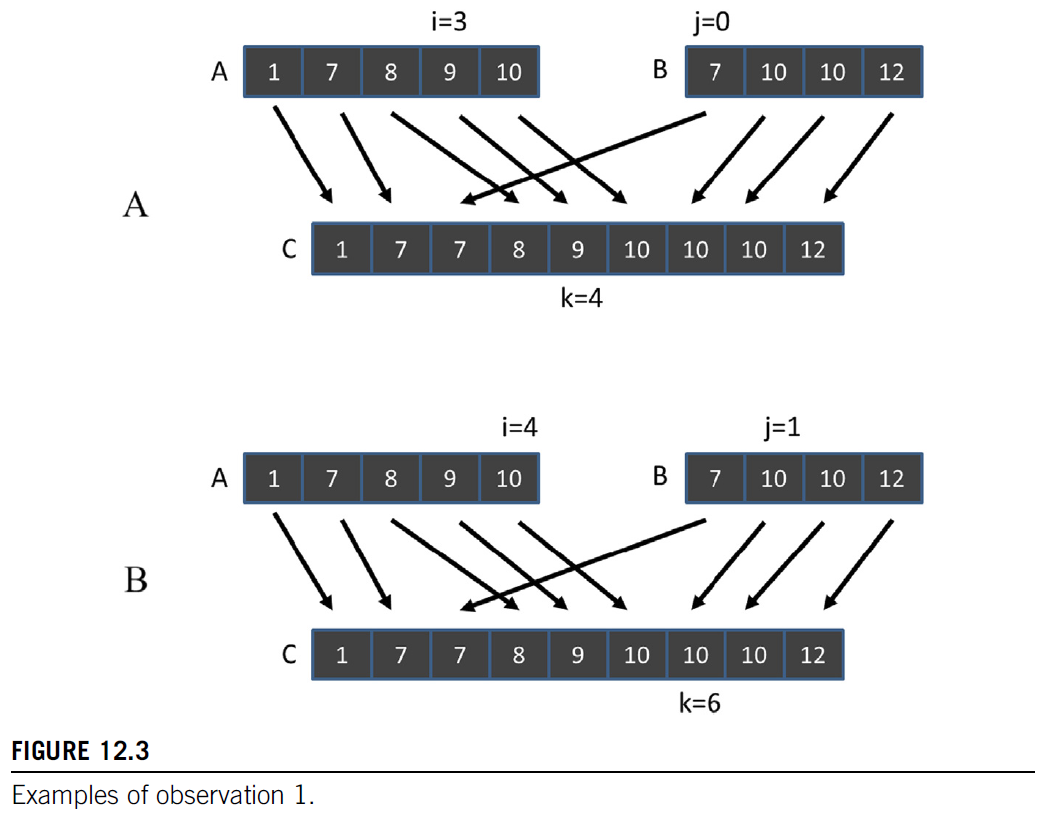 i=3 j=0
A 1 7 8 9 10 B 7 10 10 12
A
C 1 7 7 8 9 10 10 10 12
k=4
i=4 j=1
A 1 7 8 9 10 B 7 10 10 12
B
C 1 7 7 8 9 10 10 10 12
k=6
FIGURE 12.3
Examples of observation 1.